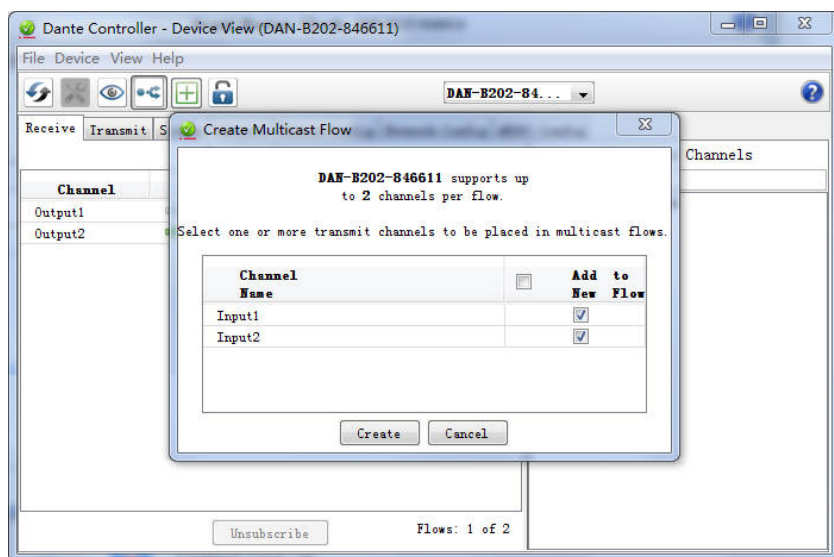 Dante Controller - Device View (DAN-B202-846611)
File Device View Help
DAN-B202-84...
Receive Transmit S
Create Multicast Flow
Channels
DAN-B202-846611 supports up
to 2 channels per flow.
Channel
Output1
Output2
Select one or more transmit channels to be placed in multicast flows.
Channel Add to
Name New Flow
Input1
Input2
Create Cancel
Unsubscribe Flows: 1 of 2